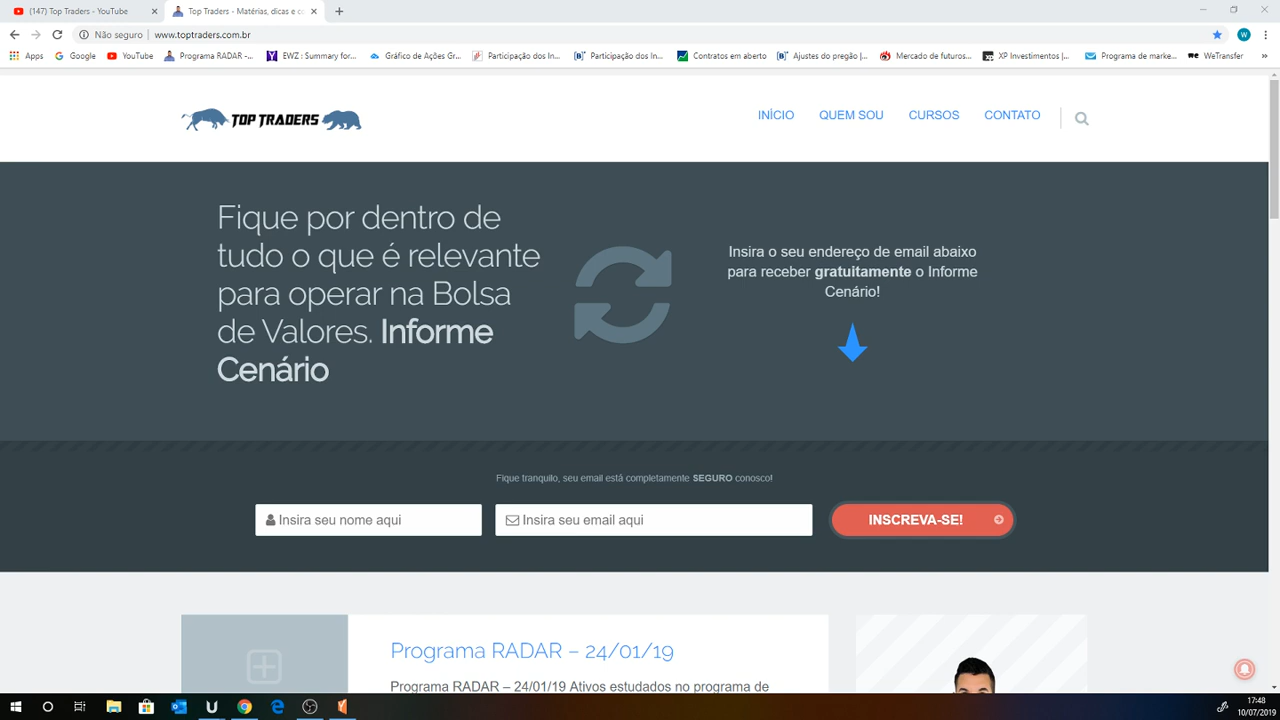 (147) Top Traders - YouTube
Top Traders - Matérias, dicas e co
Não seguro | www.toptraders.com.br
Apps Google YouTube Programa RADAR -... EWZ : Summary for... Gráfico de Ações Gr... Participação dos In... Participação dos In... Contratos em aberto Ajustes do pregão |... Mercado de futuros... XP Investimentos |... Programa de marke... WeTransfer »
TOP TRADERS
INÍCIO QUEM SOU CURSOS CONTATO
Fique por dentro de
tudo o que é relevante
para operar na Bolsa
de Valores. Informe
Cenário
Insira o seu endereço de email abaixo
para receber gratuitamente o Informe
Cenário!
Fique tranquilo, seu email está completamente SEGURO conosco!
Insira seu nome aqui
Insira seu email aqui
INSCREVA-SE!
Programa RADAR – 24/01/19
Programa RADAR – 24/01/19 Ativos estudados no programa de
17:48
10/07/2019